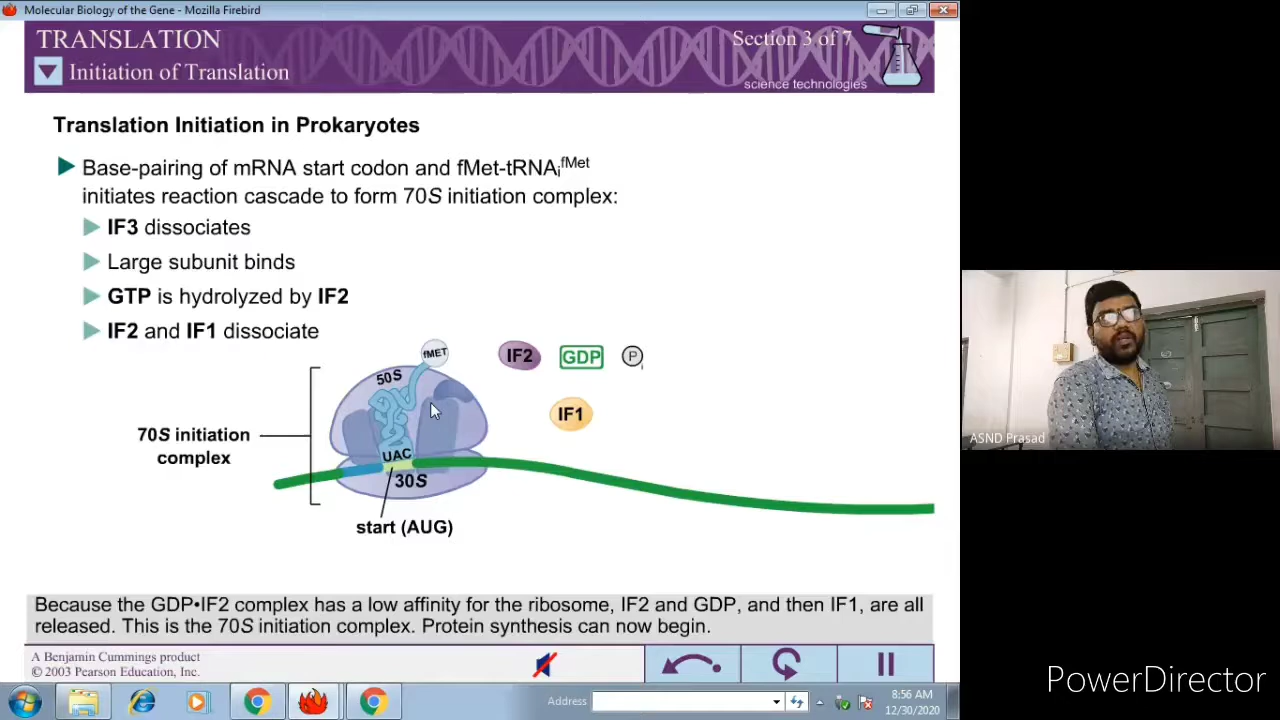 Molecular Biology of the Gene - Mozilla Firebird
TRANSLATION
Section 3 of 7
Initiation of Translation
science technologies
Translation Initiation in Prokaryotes
Base-pairing of mRNA start codon and fMet-tRNAifMet
initiates reaction cascade to form 70S initiation complex:
IF3 dissociates
Large subunit binds
GTP is hydrolyzed by IF2
IF2 and IF1 dissociate
fMET
IF2
GDP
Pi
50S
IF1
70S initiation
complex
UAC
30S
start (AUG)
ASND Prasad
Because the GDP•IF2 complex has a low affinity for the ribosome, IF2 and GDP, and then IF1, are all
released. This is the 70S initiation complex. Protein synthesis can now begin.
A Benjamin Cummings product
© 2003 Pearson Education, Inc.
PowerDirector
Address
8:56 AM
12/30/2020